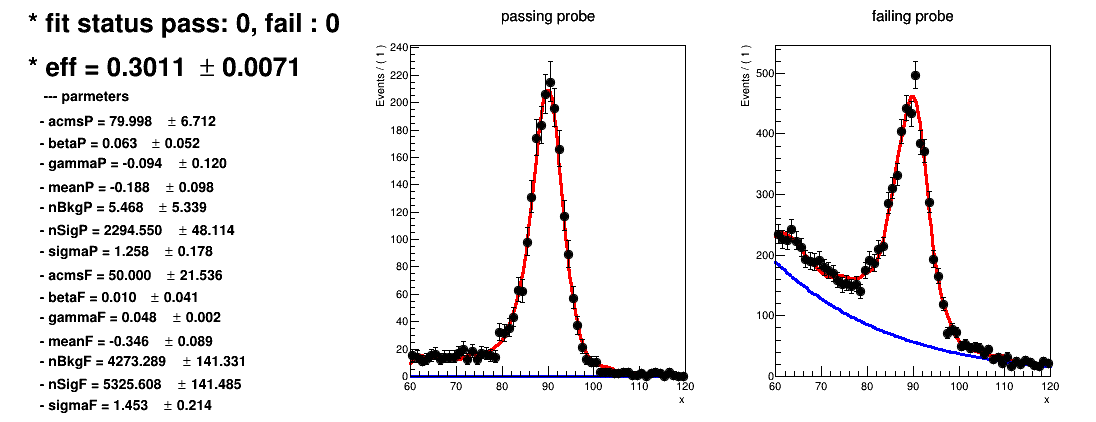 * fit status pass: 0, fail : 0
* eff = 0.3011 ± 0.0071
--- parmeters
- acmsP = 79.998 ± 6.712
- betaP = 0.063 ± 0.052
- gammaP = -0.094 ± 0.120
- meanP = -0.188 ± 0.098
- nBkgP = 5.468 ± 5.339
- nSigP = 2294.550 ± 48.114
- sigmaP = 1.258 ± 0.178
- acmsF = 50.000 ± 21.536
- betaF = 0.010 ± 0.041
- gammaF = 0.048 ± 0.002
- meanF = -0.346 ± 0.089
- nBkgF = 4273.289 ± 141.331
- nSigF = 5325.608 ± 141.485
- sigmaF = 1.453 ± 0.214
passing probe
Events / ( 1 )
240
220
200
180
160
140
120
100
80
60
40
20
0
60 70 80 90 100 110 120
x
failing probe
Events / ( 1 )
500
400
300
200
100
0
60 70 80 90 100 110 120
x